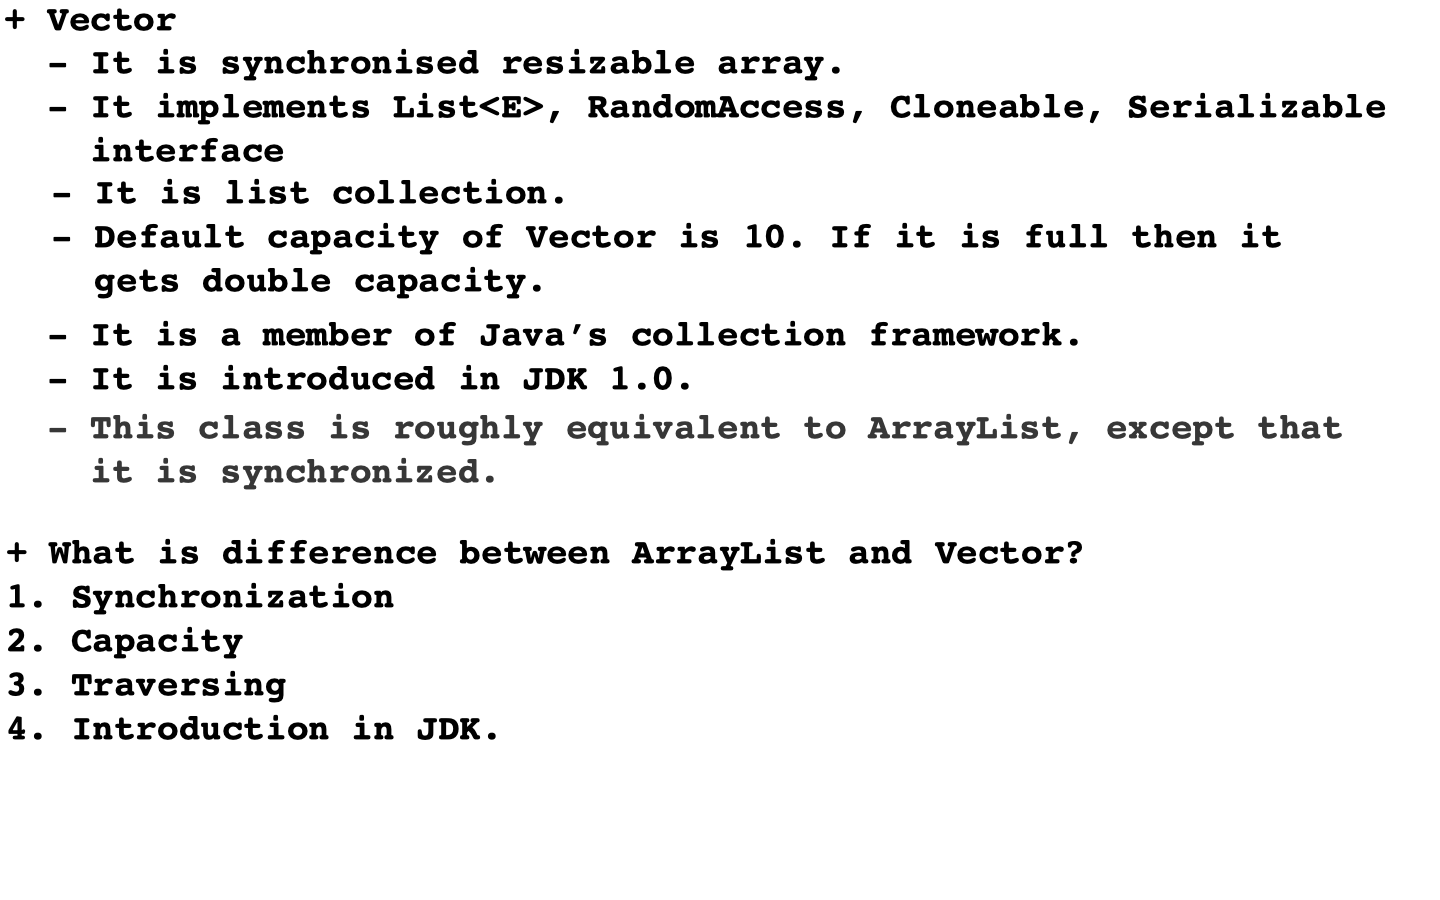 + Vector
- It is synchronised resizable array.
- It implements List<E>, RandomAccess, Cloneable, Serializable
interface
- It is list collection.
- Default capacity of Vector is 10. If it is full then it
gets double capacity.
- It is a member of Java’s collection framework.
- It is introduced in JDK 1.0.
- This class is roughly equivalent to ArrayList, except that
it is synchronized.
+ What is difference between ArrayList and Vector?
1. Synchronization
2. Capacity
3. Traversing
4. Introduction in JDK.